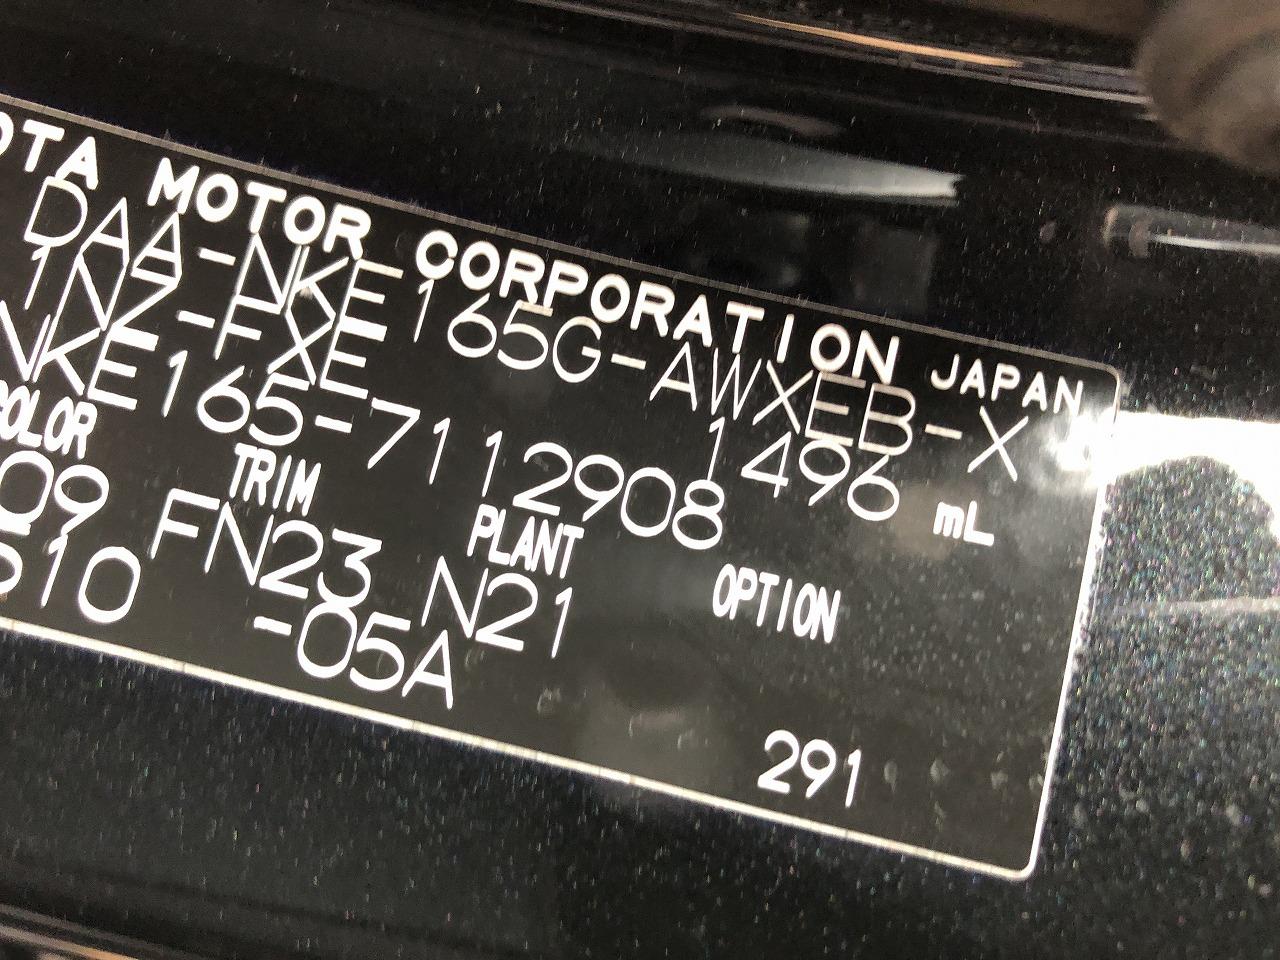 OTA MOTOR CORPORATION JAPAN
DAA-NKE165G-AWXEB-X
1NZ-FXE 1496 mL
NKE165-7112908
COLOR TRIM PLANT OPTION
09 FN23 N21
510 -05A
291